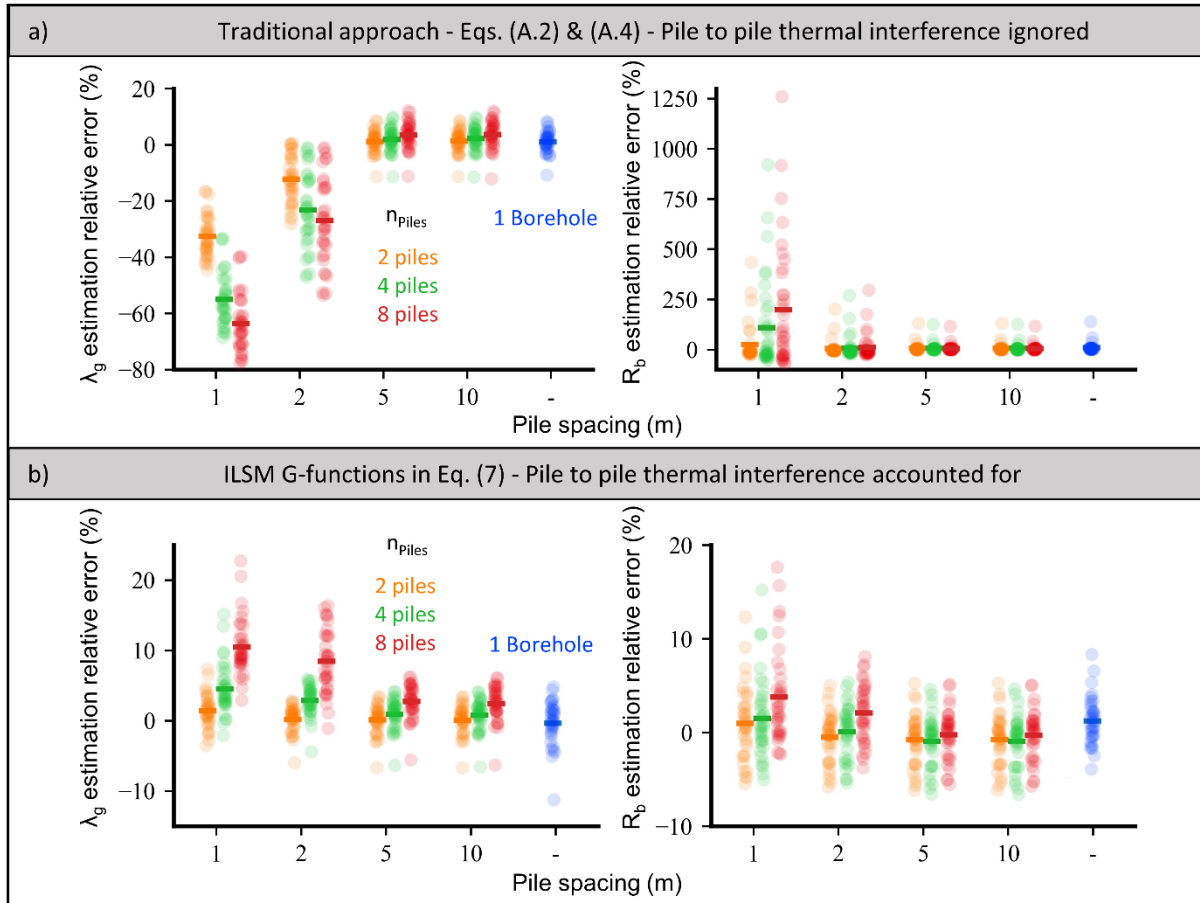 a) Traditional approach - Eqs. (A.2) & (A.4) - Pile to pile thermal interference ignored
λg estimation relative error (%)
20
0
−20
−40
−60
−80
nPiles
2 piles
4 piles
8 piles
1 Borehole
1 2 5 10 -
Pile spacing (m)
Rb estimation relative error (%)
1250
1000
750
500
250
0
1 2 5 10 -
Pile spacing (m)
b) ILSM G-functions in Eq. (7) - Pile to pile thermal interference accounted for
λg estimation relative error (%)
20
10
0
−10
nPiles
2 piles
4 piles
8 piles
1 Borehole
1 2 5 10 -
Pile spacing (m)
Rb estimation relative error (%)
20
10
0
−10
1 2 5 10 -
Pile spacing (m)